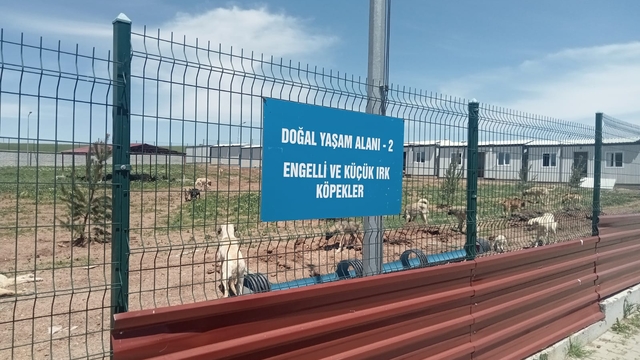 DOĞAL YAŞAM ALANI - 2
ENGELLİ VE KÜÇÜK IRK
KÖPEKLER